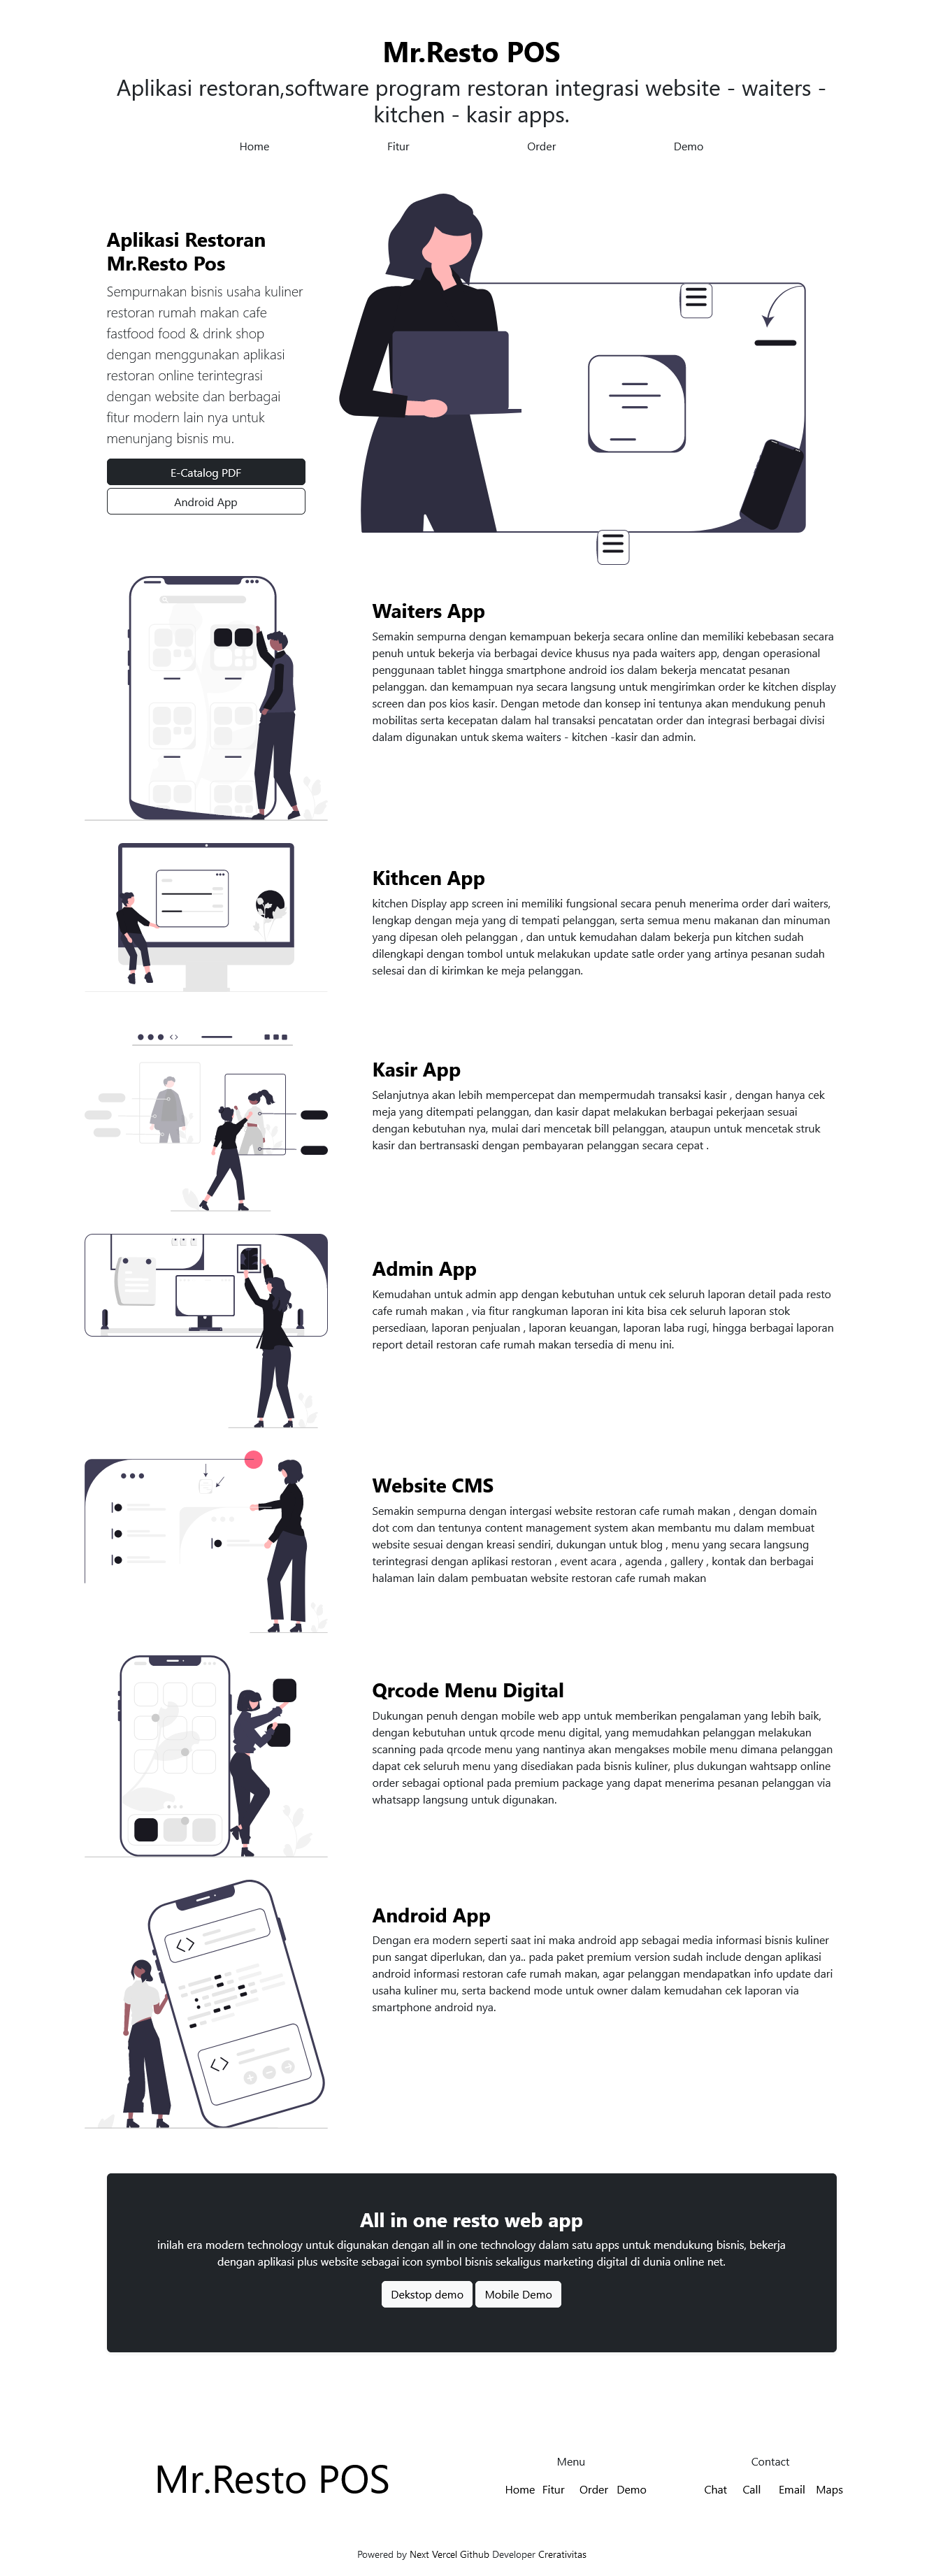 Mr.Resto POS
Aplikasi restoran,software program restoran integrasi website - waiters -
kitchen - kasir apps.
Home Fitur Order Demo
Aplikasi Restoran
Mr.Resto Pos
Sempurnakan bisnis usaha kuliner
restoran rumah makan cafe
fastfood food & drink shop
dengan menggunakan aplikasi
restoran online terintegrasi
dengan website dan berbagai
fitur modern lain nya untuk
menunjang bisnis mu.
E-Catalog PDF
Android App
Waiters App
Semakin sempurna dengan kemampuan bekerja secara online dan memiliki kebebasan secara
penuh untuk bekerja via berbagai device khusus nya pada waiters app, dengan operasional
penggunaan tablet hingga smartphone android ios dalam bekerja mencatat pesanan
pelanggan. dan kemampuan nya secara langsung untuk mengirimkan order ke kitchen display
screen dan pos kios kasir. Dengan metode dan konsep ini tentunya akan mendukung penuh
mobilitas serta kecepatan dalam hal transaksi pencatatan order dan integrasi berbagai divisi
dalam digunakan untuk skema waiters - kitchen -kasir dan admin.
Kithcen App
kitchen Display app screen ini memiliki fungsional secara penuh menerima order dari waiters,
lengkap dengan meja yang di tempati pelanggan, serta semua menu makanan dan minuman
yang dipesan oleh pelanggan , dan untuk kemudahan dalam bekerja pun kitchen sudah
dilengkapi dengan tombol untuk melakukan update satle order yang artinya pesanan sudah
selesai dan di kirimkan ke meja pelanggan.
Kasir App
Selanjutnya akan lebih mempercepat dan mempermudah transaksi kasir , dengan hanya cek
meja yang ditempati pelanggan, dan kasir dapat melakukan berbagai pekerjaan sesuai
dengan kebutuhan nya, mulai dari mencetak bill pelanggan, ataupun untuk mencetak struk
kasir dan bertransaski dengan pembayaran pelanggan secara cepat .
Admin App
Kemudahan untuk admin app dengan kebutuhan untuk cek seluruh laporan detail pada resto
cafe rumah makan , via fitur rangkuman laporan ini kita bisa cek seluruh laporan stok
persediaan, laporan penjualan , laporan keuangan, laporan laba rugi, hingga berbagai laporan
report detail restoran cafe rumah makan tersedia di menu ini.
Website CMS
Semakin sempurna dengan intergasi website restoran cafe rumah makan , dengan domain
dot com dan tentunya content management system akan membantu mu dalam membuat
website sesuai dengan kreasi sendiri, dukungan untuk blog , menu yang secara langsung
terintegrasi dengan aplikasi restoran , event acara , agenda , gallery , kontak dan berbagai
halaman lain dalam pembuatan website restoran cafe rumah makan
Qrcode Menu Digital
Dukungan penuh dengan mobile web app untuk memberikan pengalaman yang lebih baik,
dengan kebutuhan untuk qrcode menu digital, yang memudahkan pelanggan melakukan
scanning pada qrcode menu yang nantinya akan mengakses mobile menu dimana pelanggan
dapat cek seluruh menu yang disediakan pada bisnis kuliner, plus dukungan wahtsapp online
order sebagai optional pada premium package yang dapat menerima pesanan pelanggan via
whatsapp langsung untuk digunakan.
Android App
Dengan era modern seperti saat ini maka android app sebagai media informasi bisnis kuliner
pun sangat diperlukan, dan ya.. pada paket premium version sudah include dengan aplikasi
android informasi restoran cafe rumah makan, agar pelanggan mendapatkan info update dari
usaha kuliner mu, serta backend mode untuk owner dalam kemudahan cek laporan via
smartphone android nya.
All in one resto web app
inilah era modern technology untuk digunakan dengan all in one technology dalam satu apps untuk mendukung bisnis, bekerja
dengan aplikasi plus website sebagai icon symbol bisnis sekaligus marketing digital di dunia online net.
Dekstop demo Mobile Demo
Mr.Resto POS
Menu
Home Fitur Order Demo
Contact
Chat Call Email Maps
Powered by Next Vercel Github Developer Crerativitas